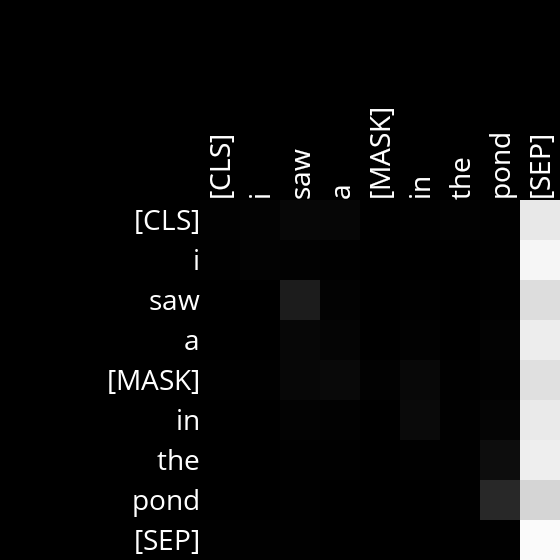 [CLS] i saw a [MASK] in the pond [SEP]
[CLS]
i
saw
a
[MASK]
in
the
pond
[SEP]